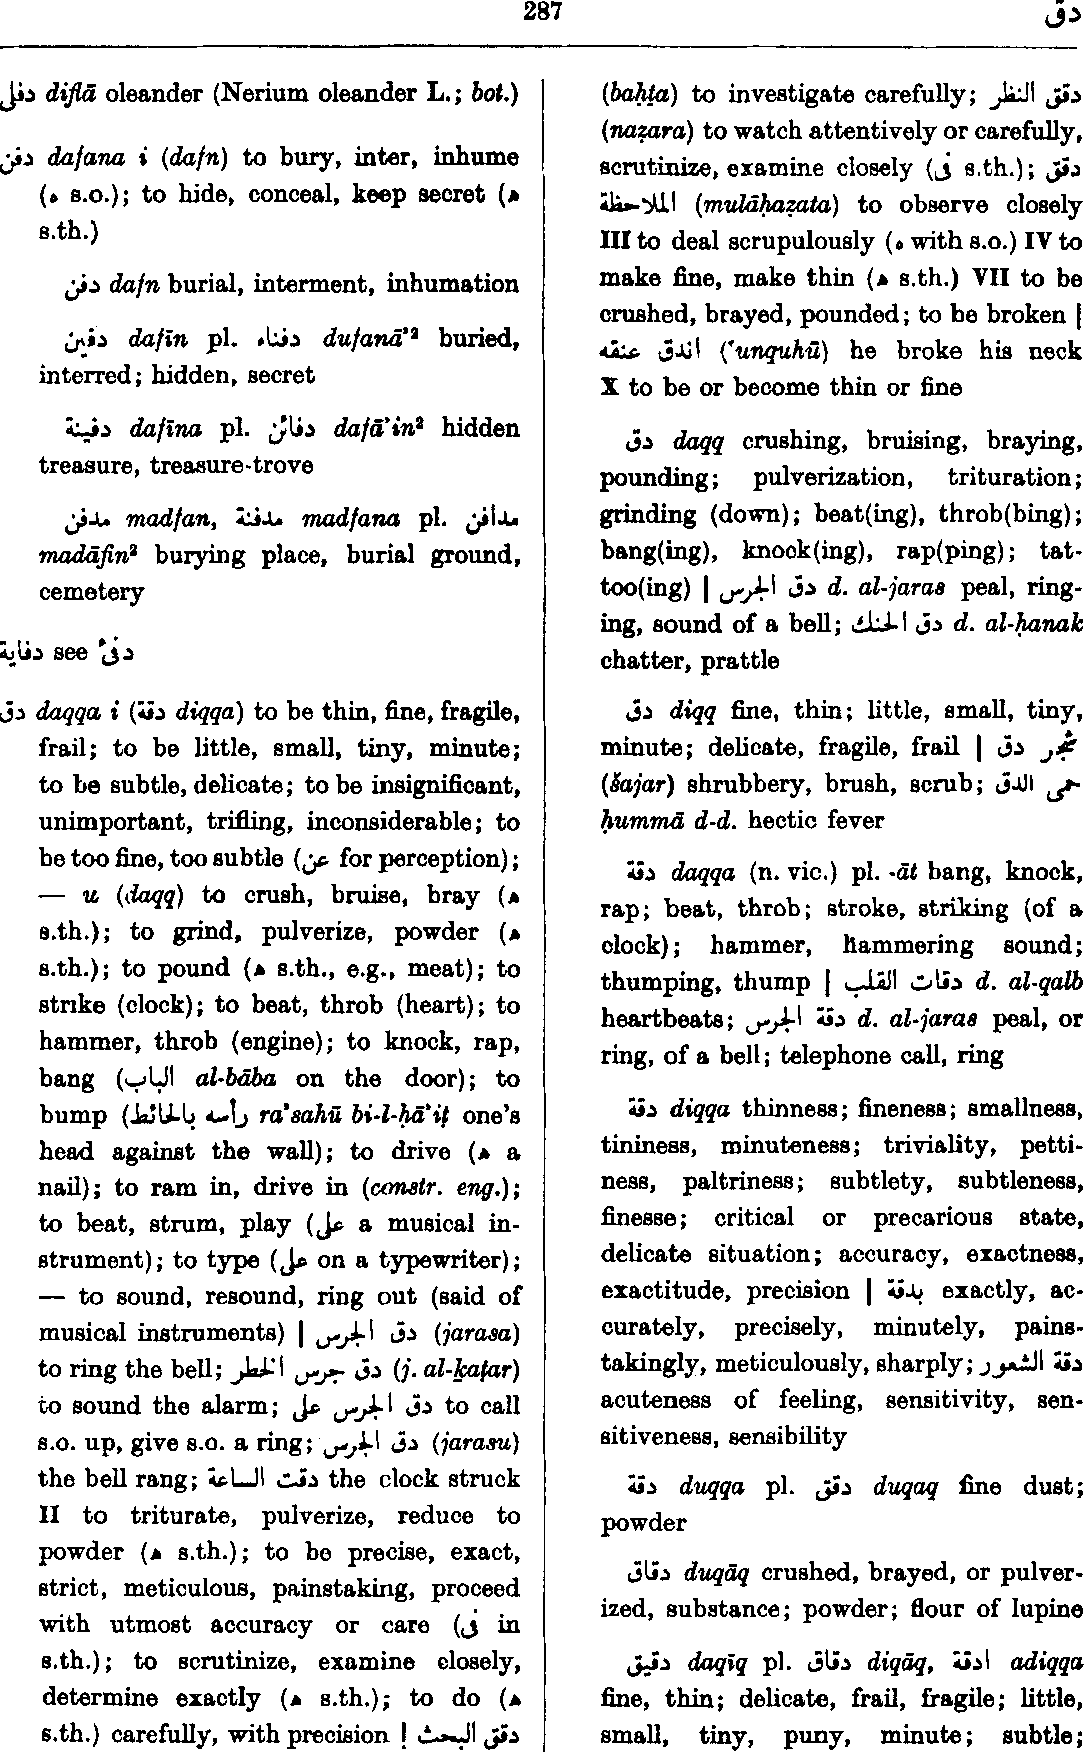 287
دق
دفلى diflā oleander (Nerium oleander L.; bot.)
دفن dafana i (dafn) to bury, inter, inhume
(ه s.o.); to hide, conceal, keep secret (ﻫ
s.th.)
دفن dafn burial, interment, inhumation
دفين dafīn pl. دفناء dufanā’² buried,
interred; hidden, secret
دفينة dafīna pl. دفائن dafā’in² hidden
treasure, treasure-trove
مدفن madfan, مدفنة madfana pl. مدافن
madāfin² burying place, burial ground,
cemetery
دفاية see دفئ
دق daqqa i (دقة diqqa) to be thin, fine, fragile,
frail; to be little, small, tiny, minute;
to be subtle, delicate; to be insignificant,
unimportant, trifling, inconsiderable; to
be too fine, too subtle (عن for perception);
— u (daqq) to crush, bruise, bray (ﻫ
s.th.); to grind, pulverize, powder (ﻫ
s.th.); to pound (ﻫ s.th., e.g., meat); to
strike (clock); to beat, throb (heart); to
hammer, throb (engine); to knock, rap,
bang (الباب al-bāba on the door); to
bump (رأسه بالحائط ra’sahū bi-l-ḥā’iṭ one’s
head against the wall); to drive (ﻫ a
nail); to ram in, drive in (constr. eng.);
to beat, strum, play (على a musical in-
strument); to type (على on a typewriter);
— to sound, resound, ring out (said of
musical instruments) | دق الجرس (jarasa)
to ring the bell; دق جرس الخطر (j. al-ḵaṭar)
to sound the alarm; دق الجرس على to call
s.o. up, give s.o. a ring; دق الجرس (jarasu)
the bell rang; دقت الساعة the clock struck
II to triturate, pulverize, reduce to
powder (ﻫ s.th.); to be precise, exact,
strict, meticulous, painstaking, proceed
with utmost accuracy or care (فى in
s.th.); to scrutinize, examine closely,
determine exactly (ﻫ s.th.); to do (ﻫ
s.th.) carefully, with precision | دقق البحث
(baḥṯa) to investigate carefully; دقق النظر
(naẓara) to watch attentively or carefully,
scrutinize, examine closely (فى s.th.); دقق
الملاحظة (mulāḥaẓata) to observe closely
III to deal scrupulously (ه with s.o.) IV to
make fine, make thin (ﻫ s.th.) VII to be
crushed, brayed, pounded; to be broken |
اندق عنقه (‘unquhū) he broke his neck
X to be or become thin or fine
دق daqq crushing, bruising, braying,
pounding; pulverization, trituration;
grinding (down); beat(ing), throb(bing);
bang(ing), knock(ing), rap(ping); tat-
too(ing) | دق الجرس d. al-jaras peal, ring-
ing, sound of a bell; دق الحنك d. al-ḥanak
chatter, prattle
دق diqq fine, thin; little, small, tiny,
minute; delicate, fragile, frail | شجر دق
(šajar) shrubbery, brush, scrub; حمى الدق
ḥummā d-d. hectic fever
دقة daqqa (n. vic.) pl. -āt bang, knock,
rap; beat, throb; stroke, striking (of a
clock); hammer, hammering sound;
thumping, thump | دقات القلب d. al-qalb
heartbeats; دقة الجرس d. al-jaras peal, or
ring, of a bell; telephone call, ring
دقة diqqa thinness; fineness; smallness,
tininess, minuteness; triviality, petti-
ness, paltriness; subtlety, subtleness,
finesse; critical or precarious state,
delicate situation; accuracy, exactness,
exactitude, precision | بدقة exactly, ac-
curately, precisely, minutely, pains-
takingly, meticulously, sharply; دقة الشعور
acuteness of feeling, sensitivity, sen-
sitiveness, sensibility
دقة duqqa pl. دقق duqaq fine dust;
powder
دقاق duqāq crushed, brayed, or pulver-
ized, substance; powder; flour of lupine
دقيق daqīq pl. دقاق diqāq, ادقة adiqqa
fine, thin; delicate, frail, fragile; little,
small, tiny, puny, minute; subtle;